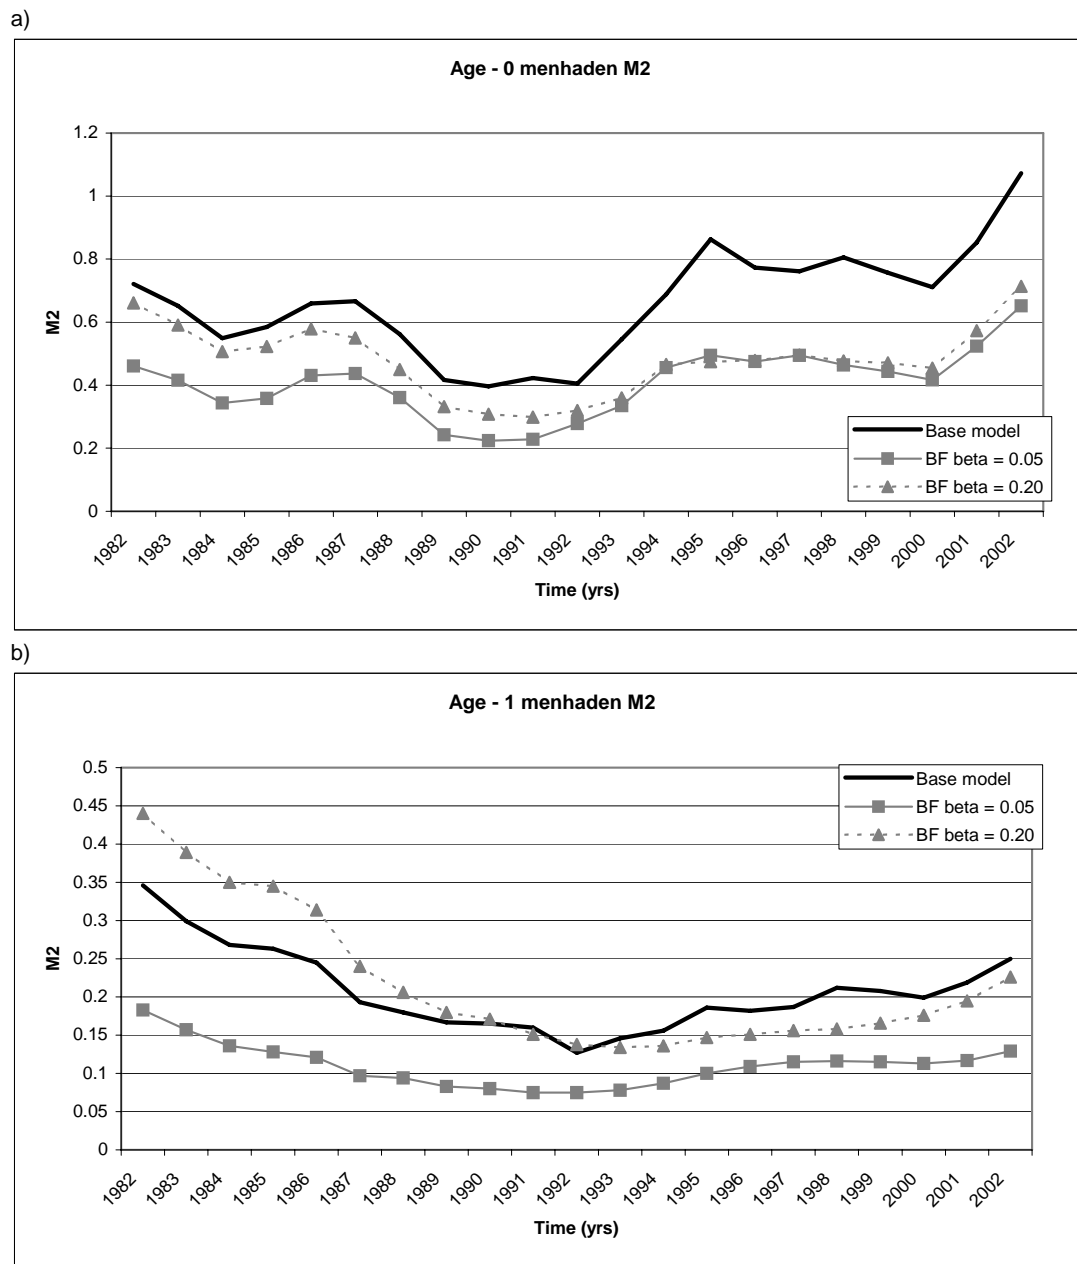 a)
Age - 0 menhaden M2
1.2
1
0.8
0.6
0.4
0.2
0
M2
1982 1983 1984 1985 1986 1987 1988 1989 1990 1991 1992 1993 1994 1995 1996 1997 1998 1999 2000 2001 2002
Time (yrs)
Base model
BF beta = 0.05
BF beta = 0.20
b)
Age - 1 menhaden M2
0.5
0.45
0.4
0.35
0.3
0.25
0.2
0.15
0.1
0.05
0
M2
1982 1983 1984 1985 1986 1987 1988 1989 1990 1991 1992 1993 1994 1995 1996 1997 1998 1999 2000 2001 2002
Time (yrs)
Base model
BF beta = 0.05
BF beta = 0.20